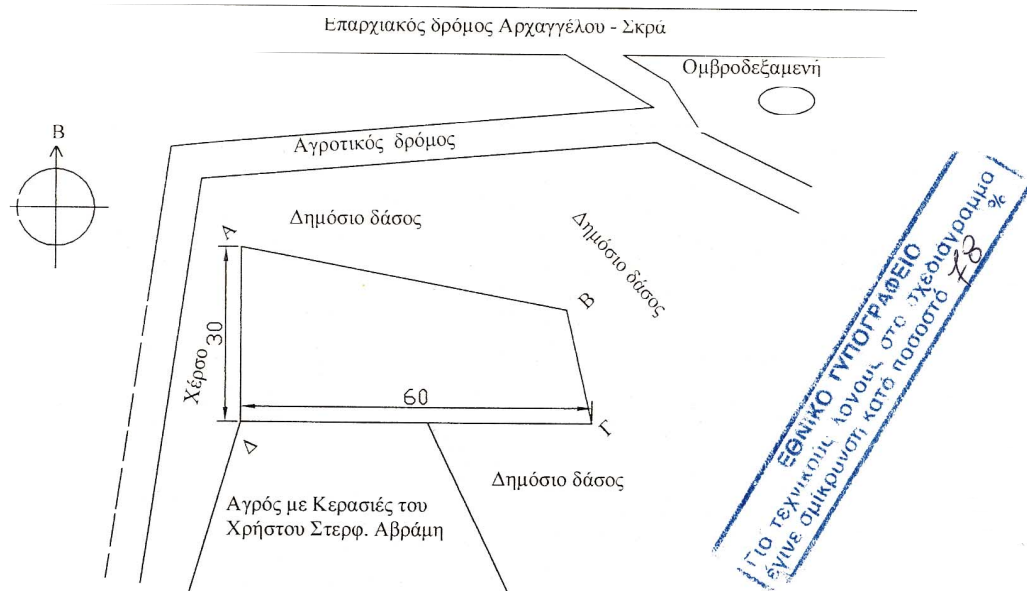 Επαρχιακός δρόμος Αρχαγγέλου - Σκρά
Ομβροδεξαμενή
Β
Αγροτικός δρόμος
Δημόσιο δάσος
Δημόσιο δάσος
Α
Β
Χέρσο
30
60
Δ
Γ
Δημόσιο δάσος
Αγρός με Κερασιές του
Χρήστου Στερφ. Αβράμη
ΕΘΝΙΚΟ ΤΥΠΟΓΡΑΦΕΙΟ
Για τεχνικούς λόγους στο σχεδιάγραμμα
έγινε σμίκρυνση κατά ποσοστό 78 %